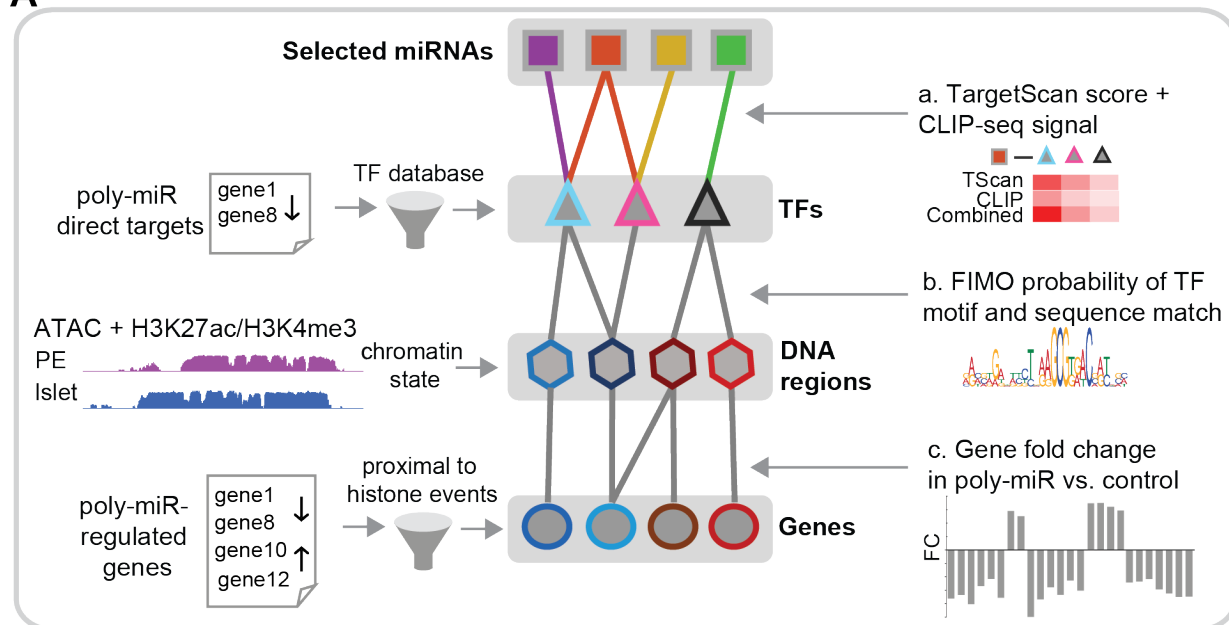 A
Selected miRNAs
a. TargetScan score +
CLIP-seq signal
TScan
CLIP
Combined
poly-miR
direct targets
gene1
gene8
TF database
TFs
b. FIMO probability of TF
motif and sequence match
ATAC + H3K27ac/H3K4me3
PE
Islet
chromatin
state
DNA
regions
c. Gene fold change
in poly-miR vs. control
FC
poly-miR-
regulated
genes
gene1
gene8
gene10
gene12
proximal to
histone events
Genes